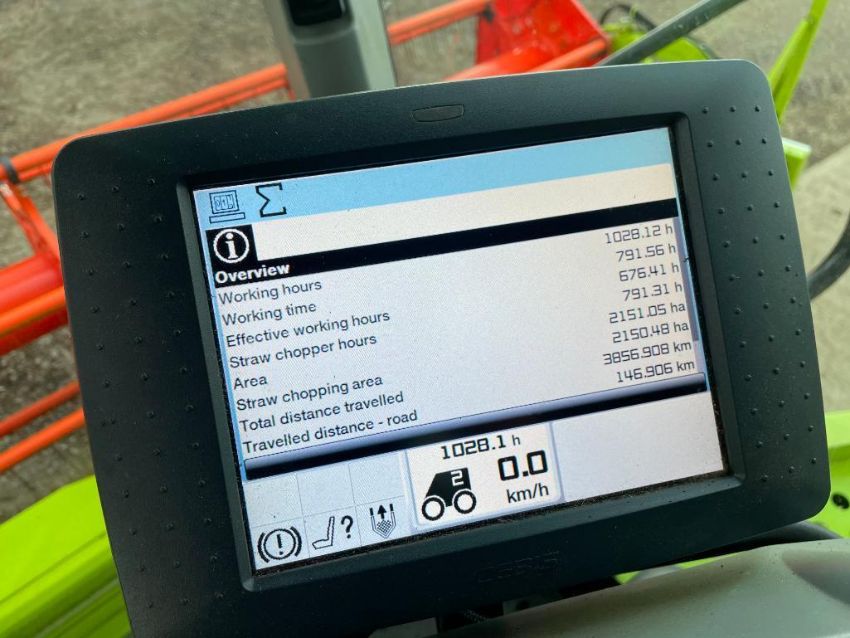 Overview
Working hours 1028.12 h
Working time 791.56 h
Effective working hours 676.41 h
Straw chopper hours 791.31 h
Area 2151.05 ha
Straw chopping area 2150.48 ha
Total distance travelled 3856.908 km
Travelled distance - road 146.906 km
1028.1 h
2 0.0
km/h
?
CEBIS
9